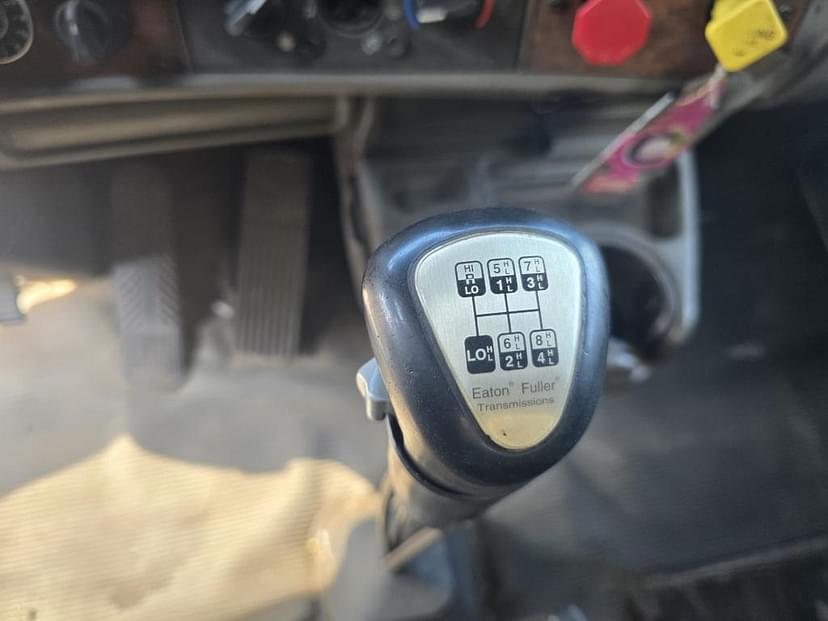 HI R LO
5 H L 1 H L
7 H L 3 H L
LO H L
6 H L 2 H L
8 H L 4 H L
Eaton® Fuller®
Transmissions